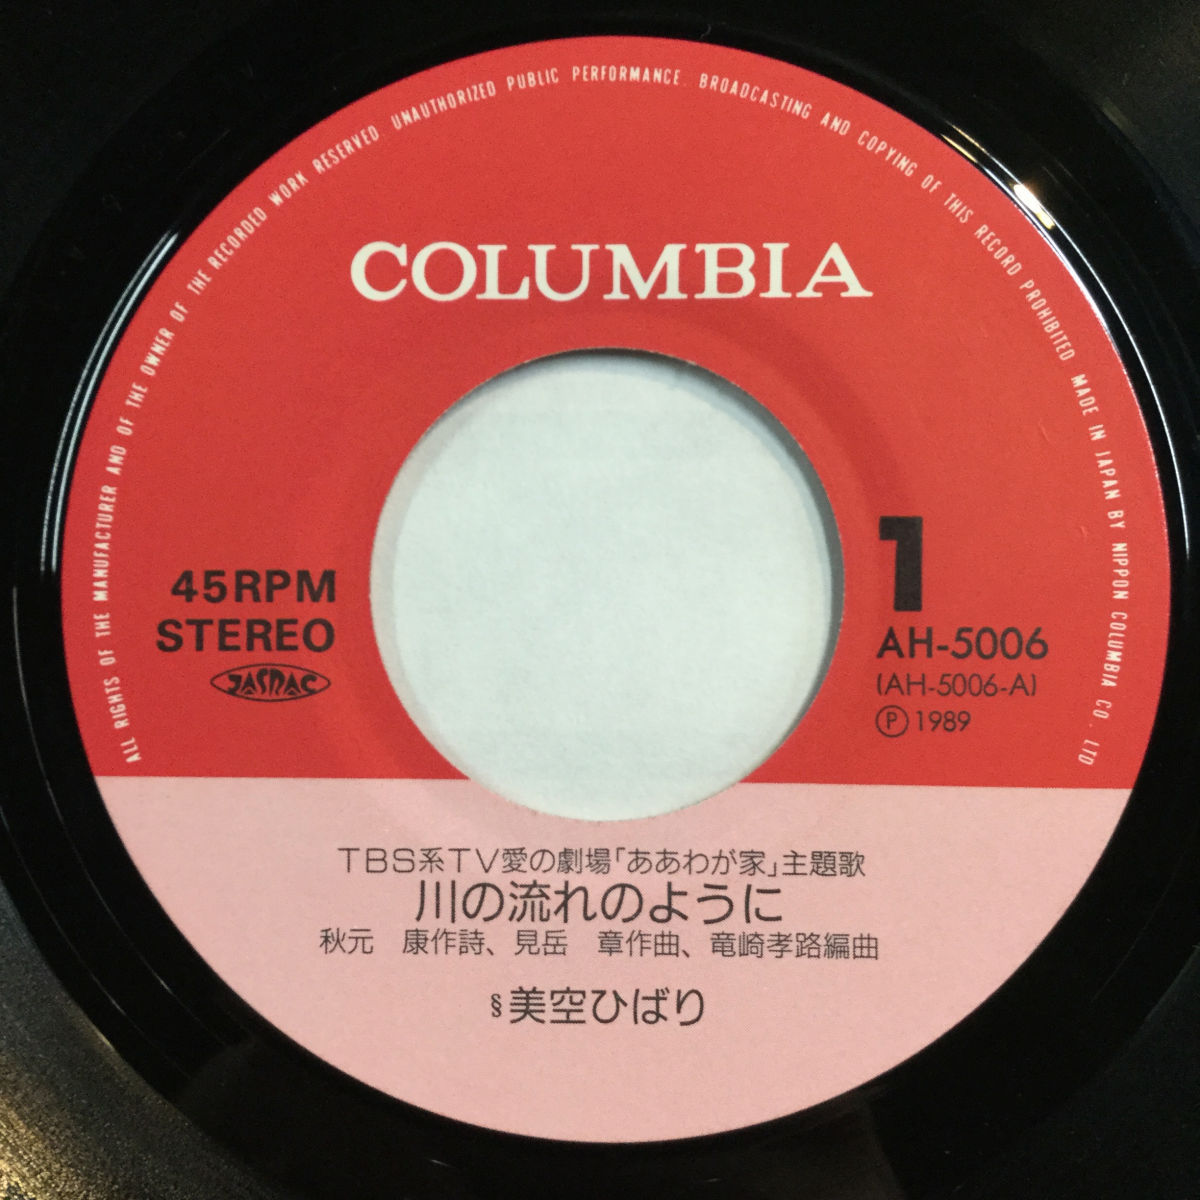 ALL RIGHTS OF THE MANUFACTURER AND OF THE OWNER OF THE RECORDED WORK RESERVED. UNAUTHORIZED PUBLIC PERFORMANCE. BROADCASTING AND COPYING OF THIS RECORD PROHIBITED MADE IN JAPAN BY NIPPON COLUMBIA CO., LTD
COLUMBIA
45RPM
STEREO
JASRAC
1
AH-5006
(AH-5006-A)
Ⓟ 1989
TBS系TV愛の劇場「ああわが家」主題歌
川の流れのように
秋元　康作詩、見岳　章作曲、竜崎孝路編曲
§美空ひばり